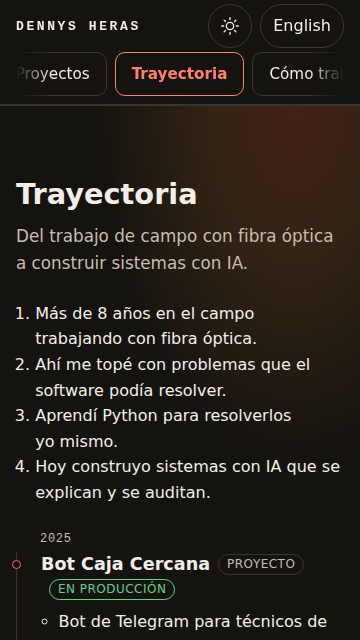 DENNYS HERAS
English
Proyectos
Trayectoria
Cómo
Trayectoria
Del trabajo de campo con fibra óptica
a construir sistemas con IA.
1. Más de 8 años en el campo
trabajando con fibra óptica.
2. Ahí me topé con problemas que el
software podía resolver.
3. Aprendí Python para resolverlos
yo mismo.
4. Hoy construyo sistemas con IA que se
explican y se auditan.
2025
Bot Caja Cercana PROYECTO
EN PRODUCCIÓN
Bot de Telegram para técnicos de